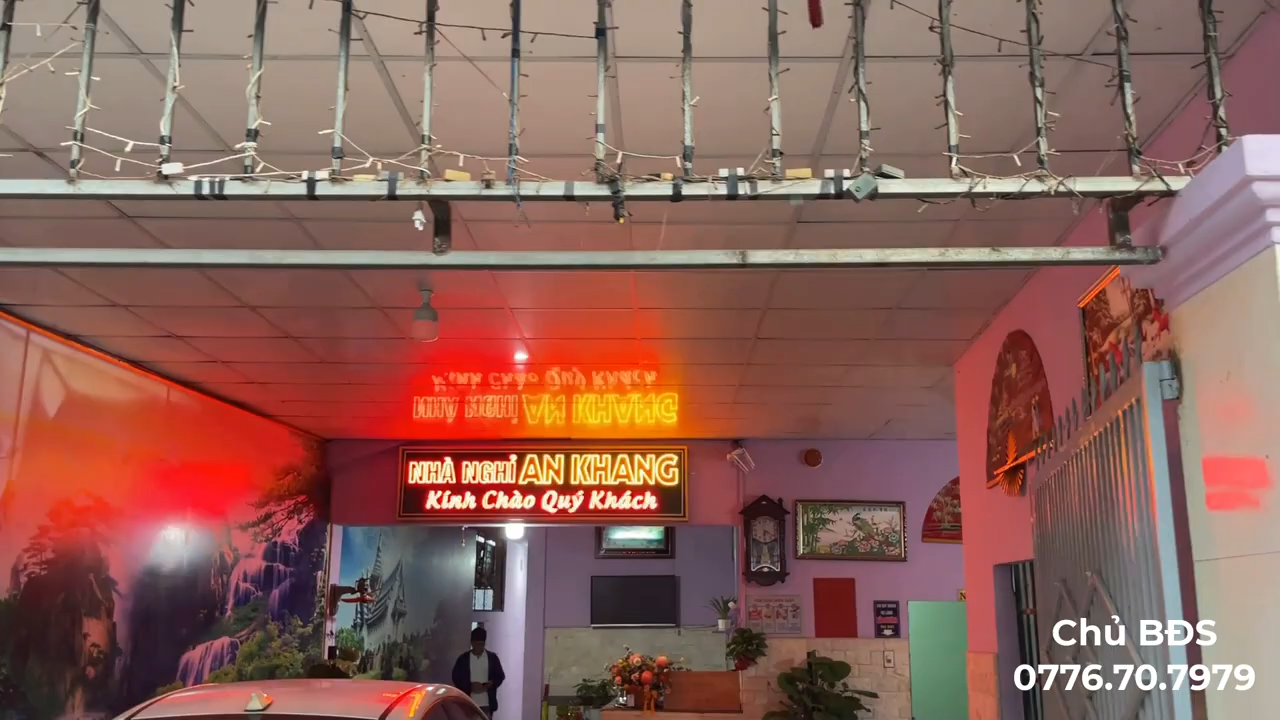 NHÀ NGHỈ AN KHANG
Kính Chào Quý Khách
Chủ BĐS
0776.70.7979